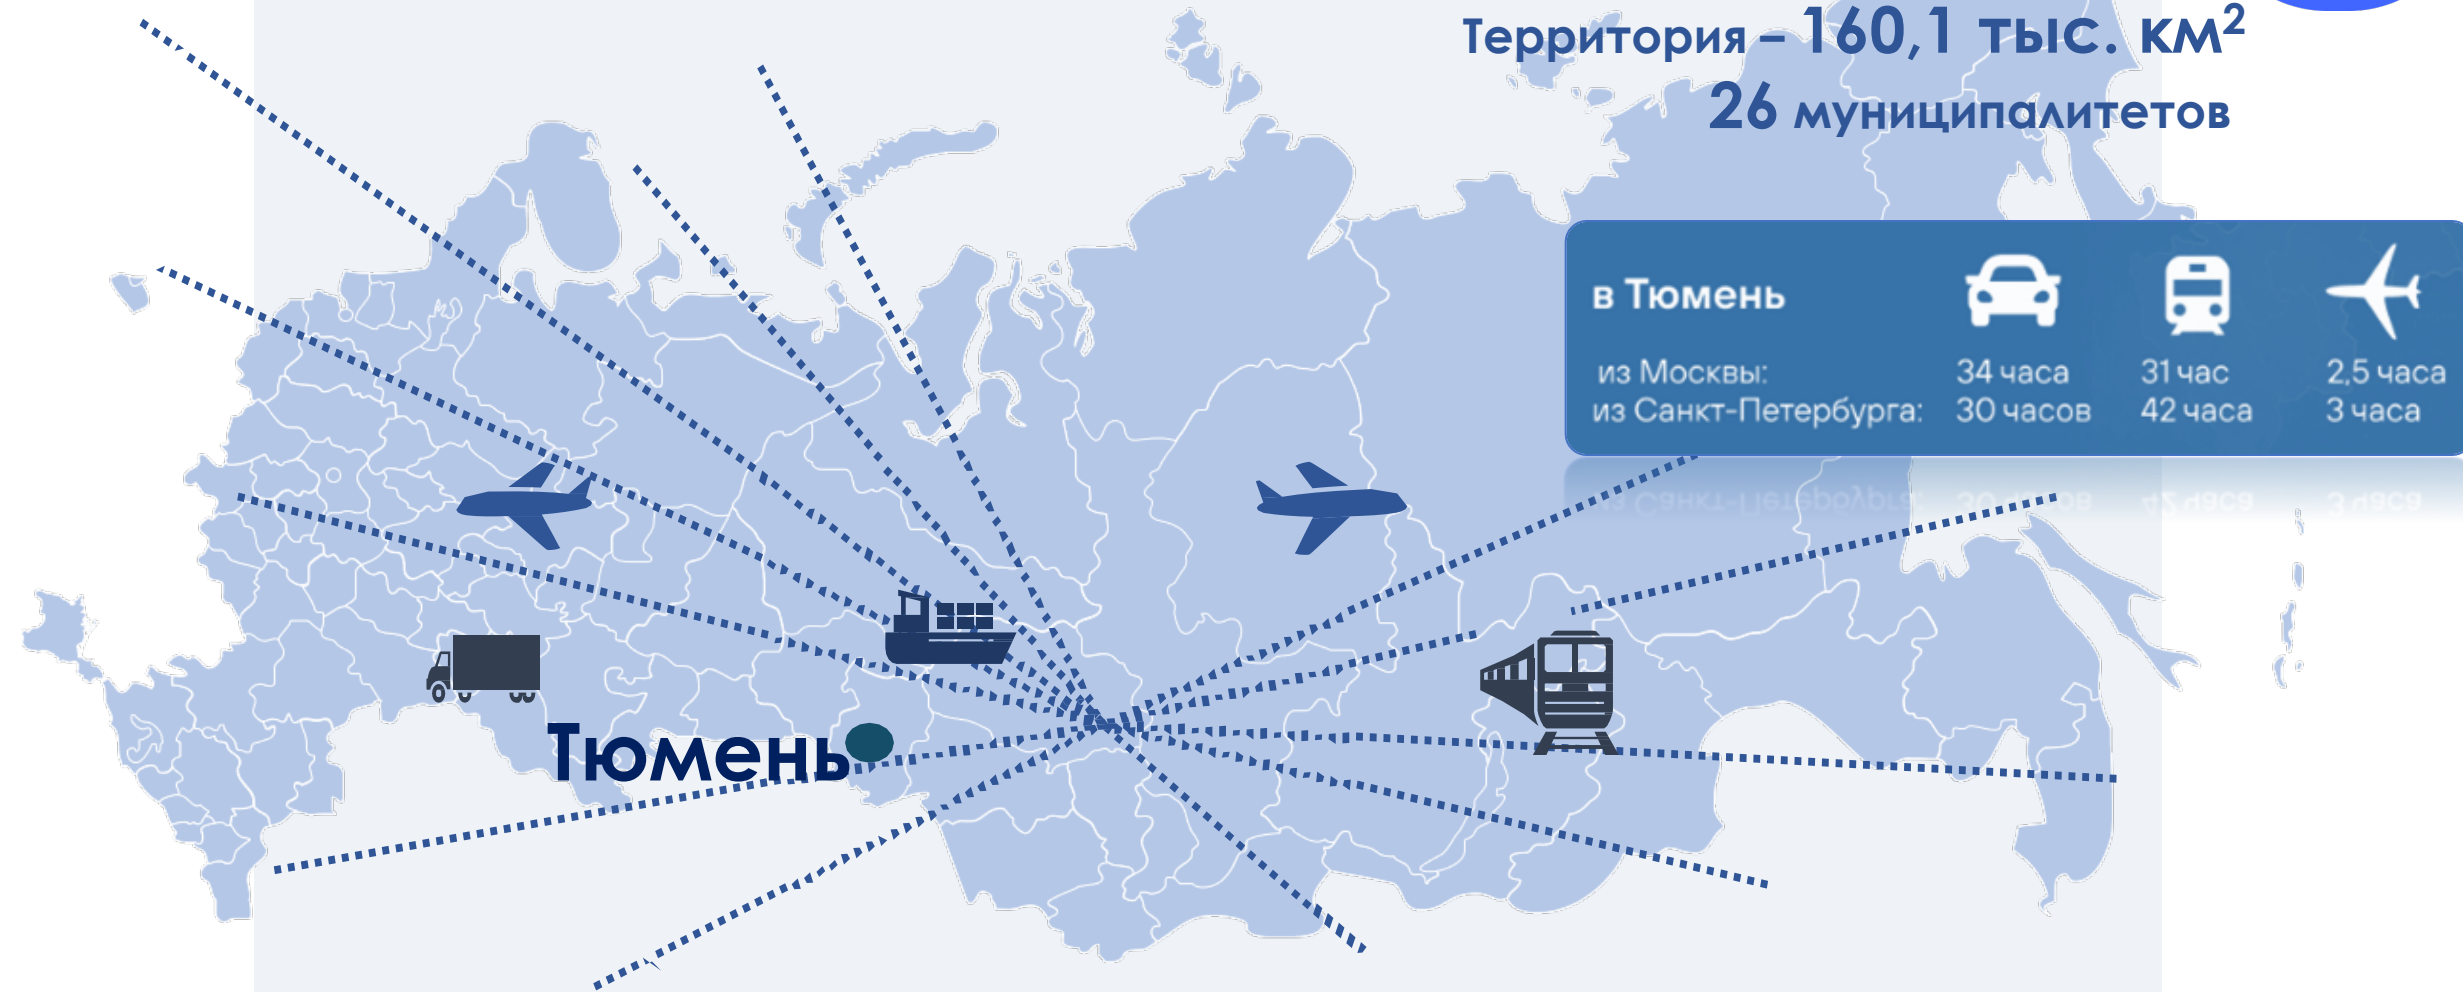 Территория – 160,1 тыс. км²
26 муниципалитетов
в Тюмень
из Москвы: 34 часа 31 час 2,5 часа
из Санкт-Петербурга: 30 часов 42 часа 3 часа
Тюмень